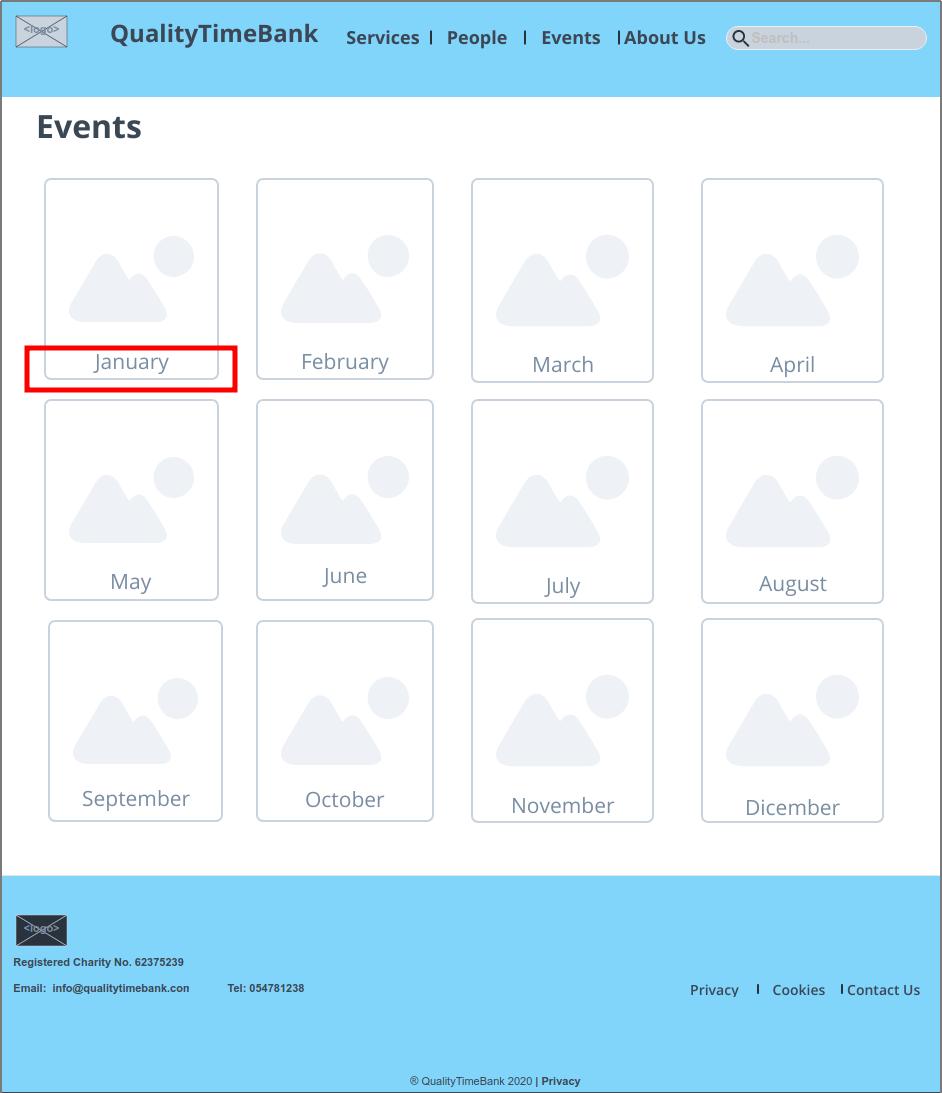 <logo>
QualityTimeBank
Services | People | Events | About Us
Search...
Events
January
February
March
April
May
June
July
August
September
October
November
Dicember
<logo>
Registered Charity No. 62375239
Email: info@qualitytimebank.con
Tel: 054781238
Privacy | Cookies | Contact Us
® QualityTimeBank 2020 | Privacy